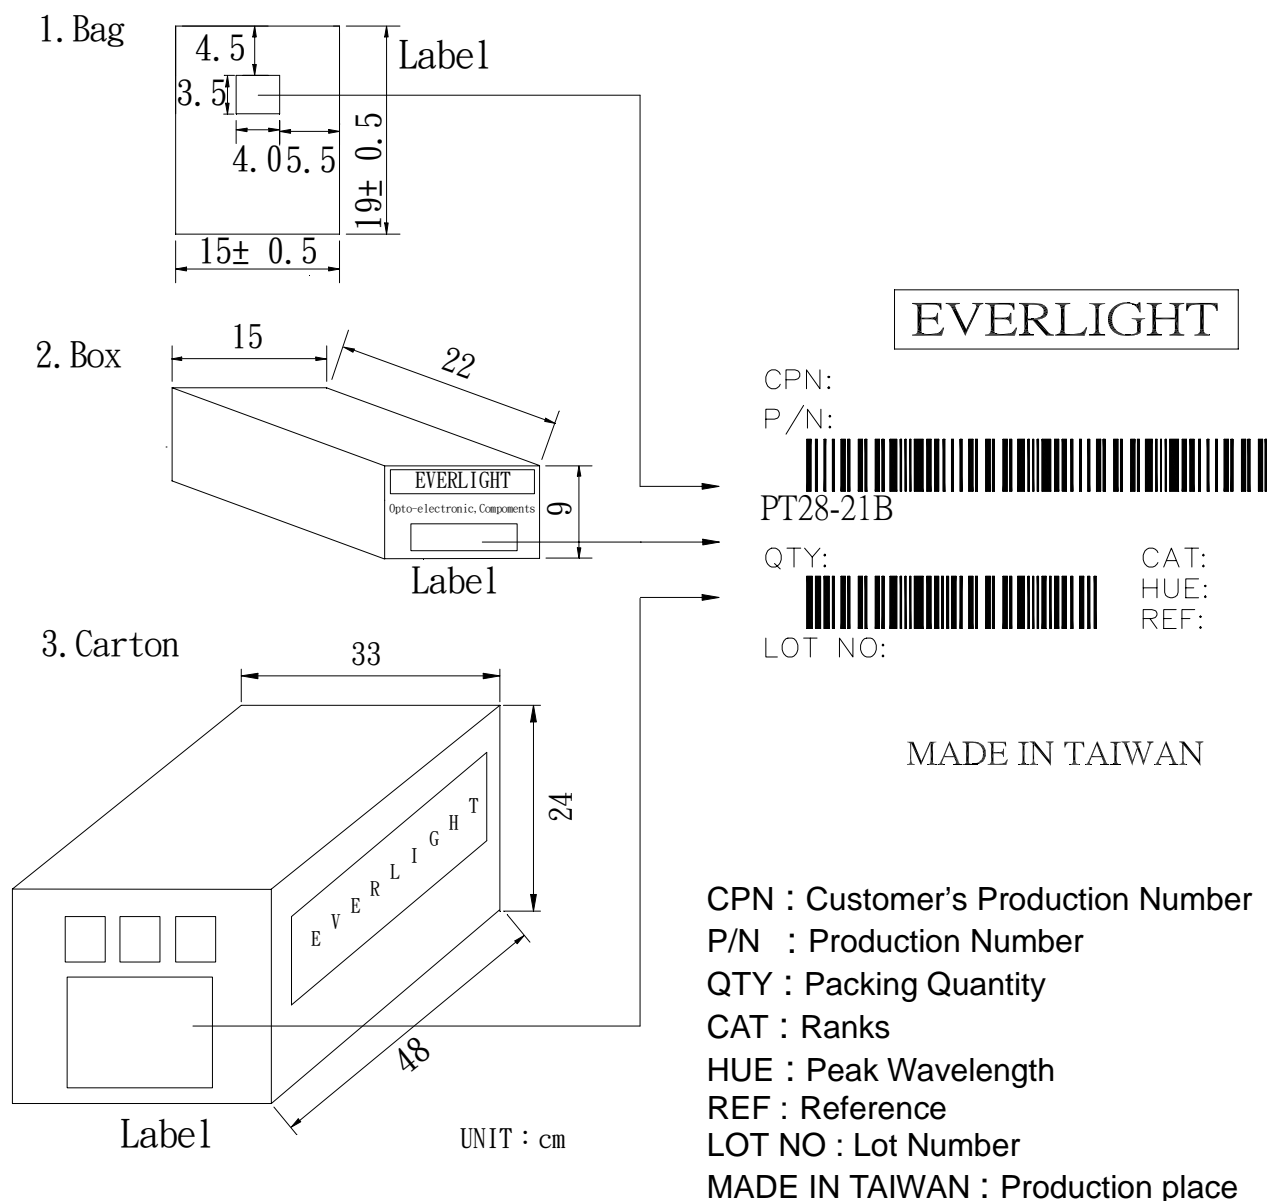 1. Bag
4.5
Label
3.5
4.0
5.5
19± 0.5
15± 0.5
2. Box
15
22
EVERLIGHT
Opto-electronic,Compoments
9
Label
3. Carton
33
24
E V E R L I G H T
48
Label
UNIT：cm
EVERLIGHT
CPN:
P/N:
PT28-21B
QTY:
CAT:
HUE:
REF:
LOT NO:
MADE IN TAIWAN
CPN：Customer's Production Number
P/N ：Production Number
QTY：Packing Quantity
CAT：Ranks
HUE：Peak Wavelength
REF : Reference
LOT NO : Lot Number
MADE IN TAIWAN：Production place